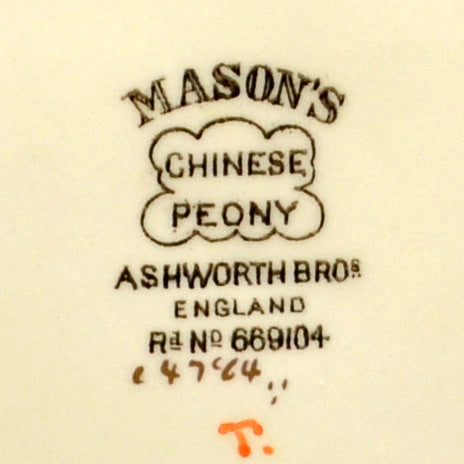 MASON'S
CHINESE
PEONY
ASHWORTH BROS
ENGLAND
Rd No 669104
T.